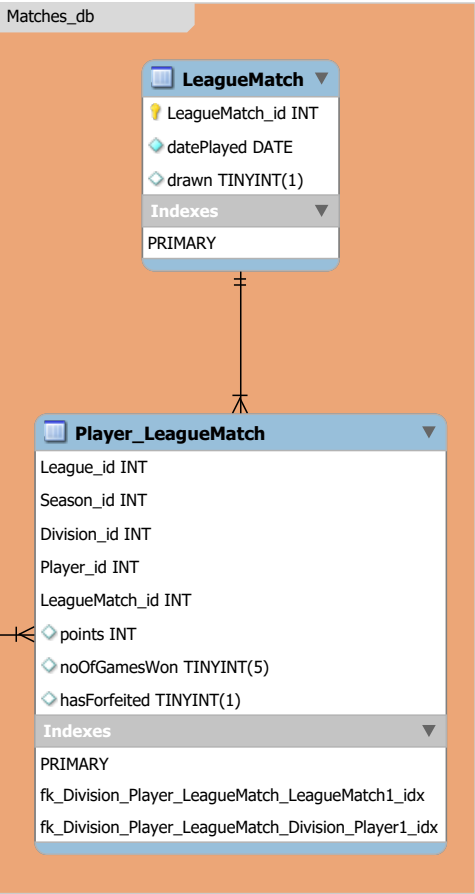 Matches_db
LeagueMatch
LeagueMatch_id INT
datePlayed DATE
drawn TINYINT(1)
Indexes
PRIMARY
Player_LeagueMatch
League_id INT
Season_id INT
Division_id INT
Player_id INT
LeagueMatch_id INT
points INT
noOfGamesWon TINYINT(5)
hasForfeited TINYINT(1)
Indexes
PRIMARY
fk_Division_Player_LeagueMatch_LeagueMatch1_idx
fk_Division_Player_LeagueMatch_Division_Player1_idx